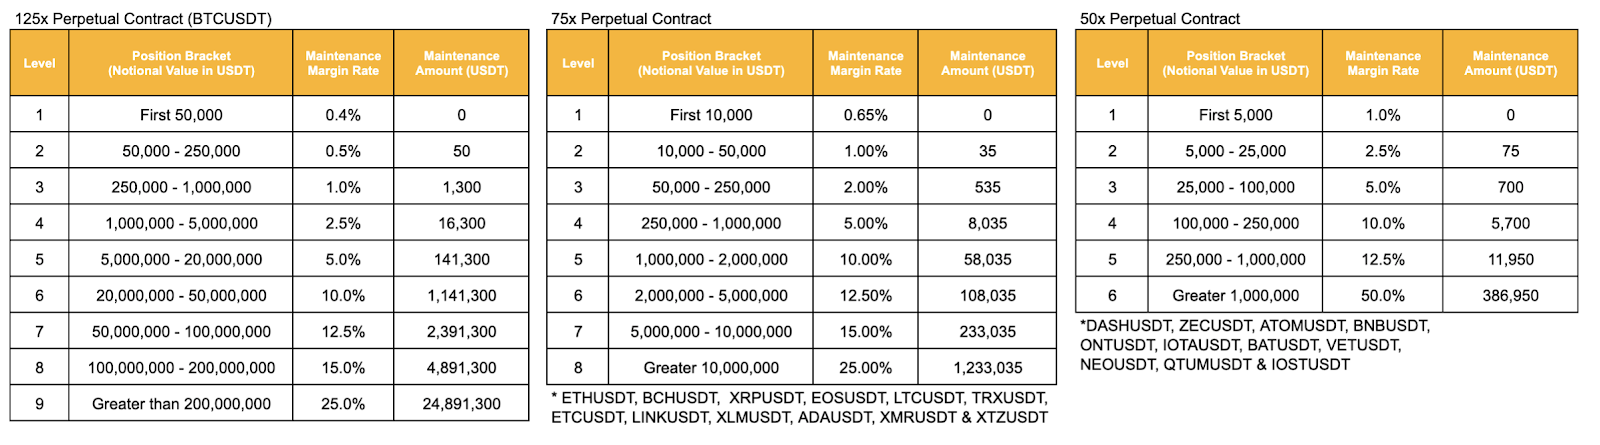 125x Perpetual Contract (BTCUSDT)
Level Position Bracket (Notional Value in USDT) Maintenance Margin Rate Maintenance Amount (USDT)
1 First 50,000 0.4% 0
2 50,000 - 250,000 0.5% 50
3 250,000 - 1,000,000 1.0% 1,300
4 1,000,000 - 5,000,000 2.5% 16,300
5 5,000,000 - 20,000,000 5.0% 141,300
6 20,000,000 - 50,000,000 10.0% 1,141,300
7 50,000,000 - 100,000,000 12.5% 2,391,300
8 100,000,000 - 200,000,000 15.0% 4,891,300
9 Greater than 200,000,000 25.0% 24,891,300
75x Perpetual Contract
Level Position Bracket (Notional Value in USDT) Maintenance Margin Rate Maintenance Amount (USDT)
1 First 10,000 0.65% 0
2 10,000 - 50,000 1.00% 35
3 50,000 - 250,000 2.00% 535
4 250,000 - 1,000,000 5.00% 8,035
5 1,000,000 - 2,000,000 10.00% 58,035
6 2,000,000 - 5,000,000 12.50% 108,035
7 5,000,000 - 10,000,000 15.00% 233,035
8 Greater 10,000,000 25.00% 1,233,035
* ETHUSDT, BCHUSDT, XRPUSDT, EOSUSDT, LTCUSDT, TRXUSDT,
ETCUSDT, LINKUSDT, XLMUSDT, ADAUSDT, XMRUSDT & XTZUSDT
50x Perpetual Contract
Level Position Bracket (Notional Value in USDT) Maintenance Margin Rate Maintenance Amount (USDT)
1 First 5,000 1.0% 0
2 5,000 - 25,000 2.5% 75
3 25,000 - 100,000 5.0% 700
4 100,000 - 250,000 10.0% 5,700
5 250,000 - 1,000,000 12.5% 11,950
6 Greater 1,000,000 50.0% 386,950
*DASHUSDT, ZECUSDT, ATOMUSDT, BNBUSDT,
ONTUSDT, IOTAUSDT, BATUSDT, VETUSDT,
NEOUSDT, QTUMUSDT & IOSTUSDT